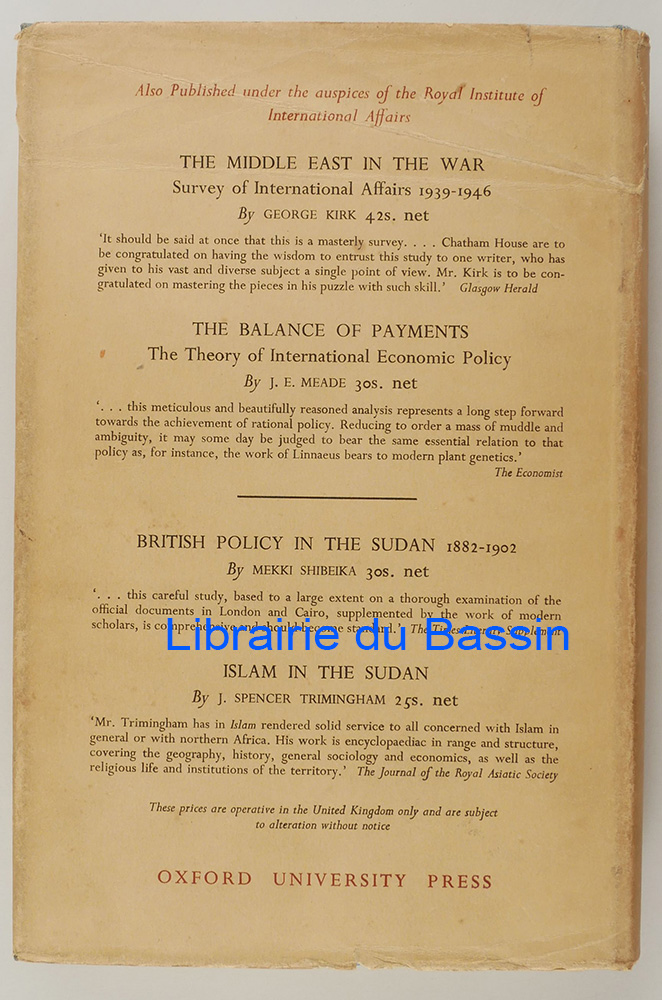 Also Published under the auspices of the Royal Institute of
International Affairs
THE MIDDLE EAST IN THE WAR
Survey of International Affairs 1939-1946
By GEORGE KIRK 42s. net
‘It should be said at once that this is a masterly survey. . . . Chatham House are to
be congratulated on having the wisdom to entrust this study to one writer, who has
given to his vast and diverse subject a single point of view. Mr. Kirk is to be con-
gratulated on mastering the pieces in his puzzle with such skill.’ Glasgow Herald
THE BALANCE OF PAYMENTS
The Theory of International Economic Policy
By J. E. MEADE 30s. net
‘. . . this meticulous and beautifully reasoned analysis represents a long step forward
towards the achievement of rational policy. Reducing to order a mass of muddle and
ambiguity, it may some day be judged to bear the same essential relation to that
policy as, for instance, the work of Linnaeus bears to modern plant genetics.’
The Economist
BRITISH POLICY IN THE SUDAN 1882-1902
By MEKKI SHIBEIKA 30s. net
‘. . . this careful study, based to a large extent on a thorough examination of the
official documents in London and Cairo, supplemented by the work of modern
scholars, is comprehensive and should become standard.’ The Times Literary Supplement
Librairie du Bassin
ISLAM IN THE SUDAN
By J. SPENCER TRIMINGHAM 25s. net
‘Mr. Trimingham has in Islam rendered solid service to all concerned with Islam in
general or with northern Africa. His work is encyclopaediac in range and structure,
covering the geography, history, general sociology and economics, as well as the
religious life and institutions of the territory.’ The Journal of the Royal Asiatic Society
These prices are operative in the United Kingdom only and are subject
to alteration without notice
OXFORD UNIVERSITY PRESS